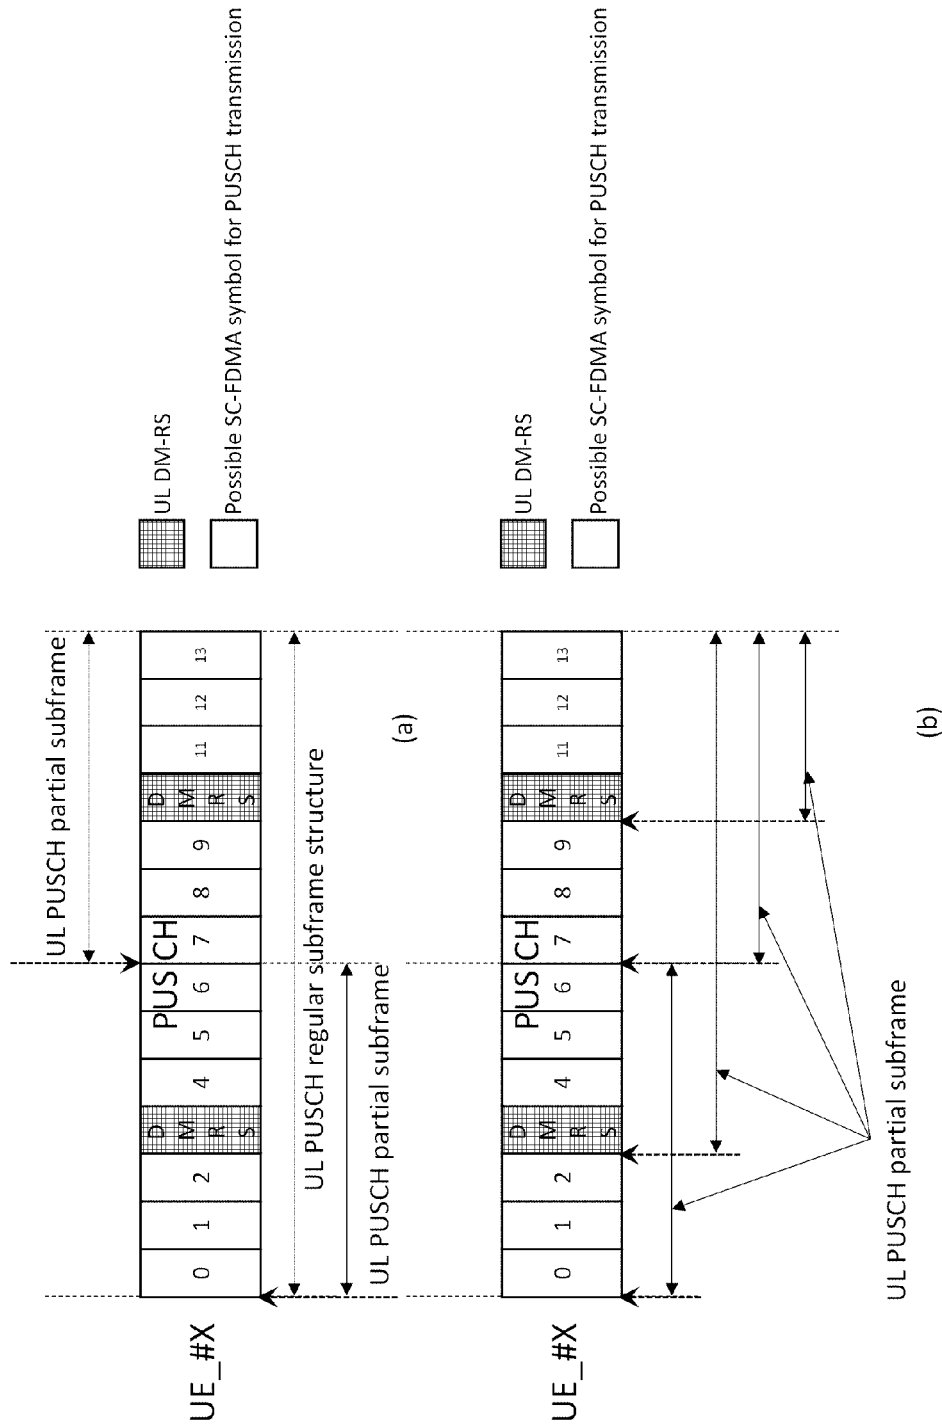 UL PUSCH partial subframe
UE_#X
0
1
2
D M R S
4
5
6
7
8
9
D M R S
11
12
13
PUSCH
UL DM-RS
Possible SC-FDMA symbol for PUSCH transmission
UL PUSCH regular subframe structure
UL PUSCH partial subframe
(a)
UE_#X
0
1
2
D M R S
4
5
6
7
8
9
D M R S
11
12
13
PUSCH
UL DM-RS
Possible SC-FDMA symbol for PUSCH transmission
UL PUSCH partial subframe
(b)